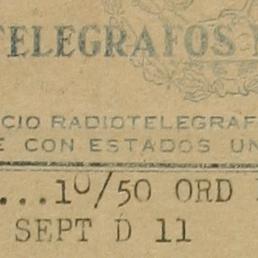 TELEGRAFOS
CIO RADIOTELEGRAF
E CON ESTADOS UN
...10/50 ORD
SEPT D 11